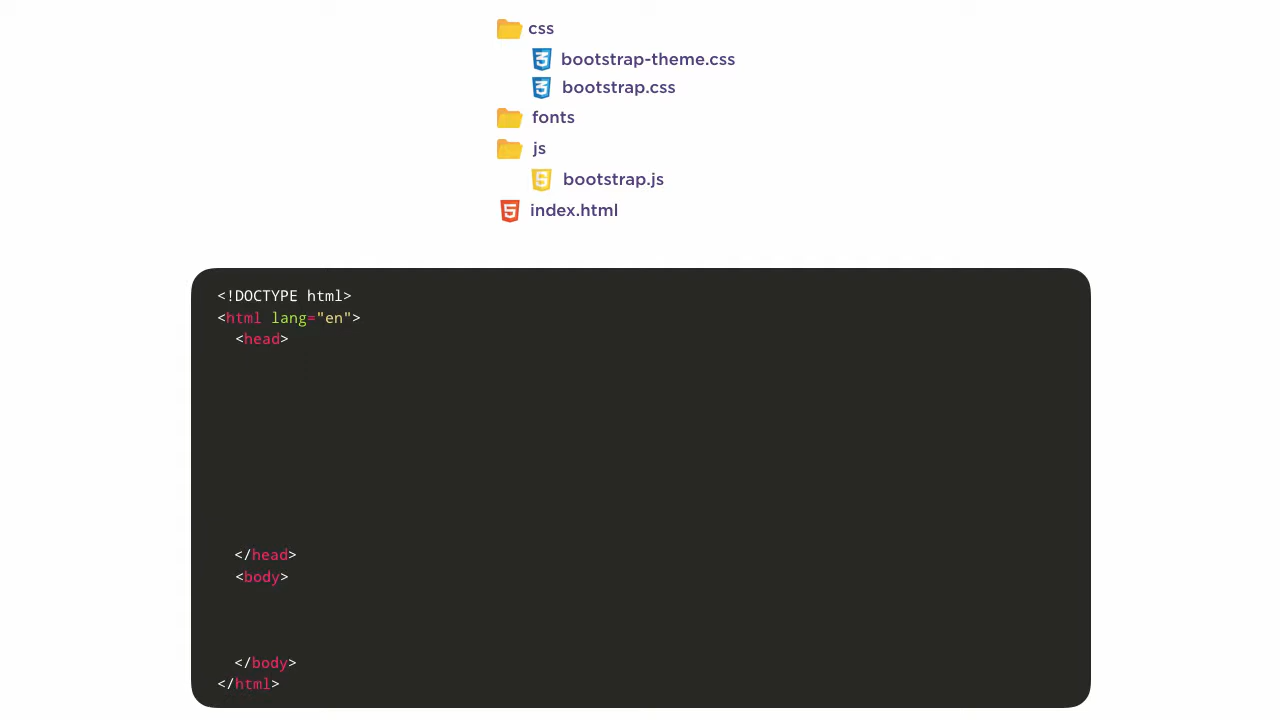 css
bootstrap-theme.css
bootstrap.css
fonts
js
bootstrap.js
index.html
<!DOCTYPE html>
<html lang="en">
<head>
</head>
<body>
</body>
</html>